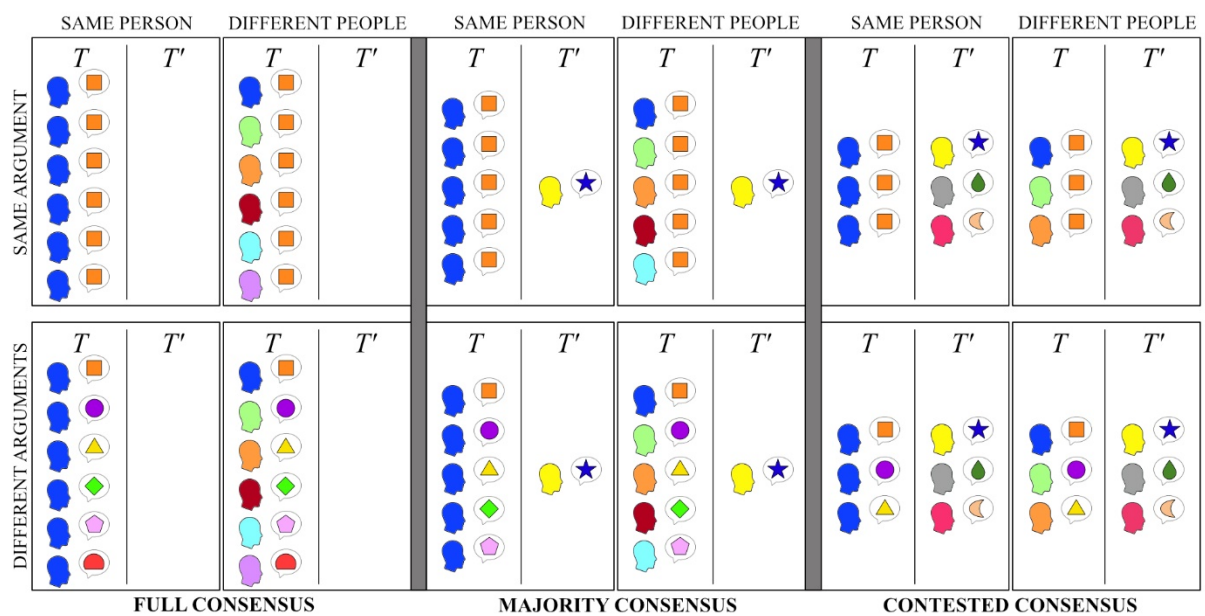 SAME PERSON DIFFERENT PEOPLE SAME PERSON DIFFERENT PEOPLE SAME PERSON DIFFERENT PEOPLE
T T′ T T′ T T′ T T′ T T′ T T′
SAME ARGUMENT
T T′ T T′ T T′ T T′ T T′ T T′
DIFFERENT ARGUMENTS
FULL CONSENSUS MAJORITY CONSENSUS CONTESTED CONSENSUS